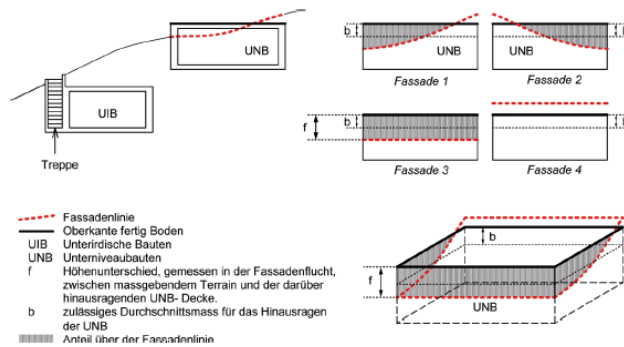 UNB
UIB
Treppe
b
UNB
Fassade 1
UNB
Fassade 2
f
b
Fassade 3
Fassade 4
Fassadenlinie
Oberkante fertig Boden
UIB Unterirdische Bauten
UNB Unterniveaubauten
f Höhenunterschied, gemessen in der Fassadenflucht,
zwischen massgebendem Terrain und der darüber
hinausragenden UNB- Decke.
b zulässiges Durchschnittsmass für das Hinausragen
der UNB
Anteil über der Fassadenlinie
b
f
UNB